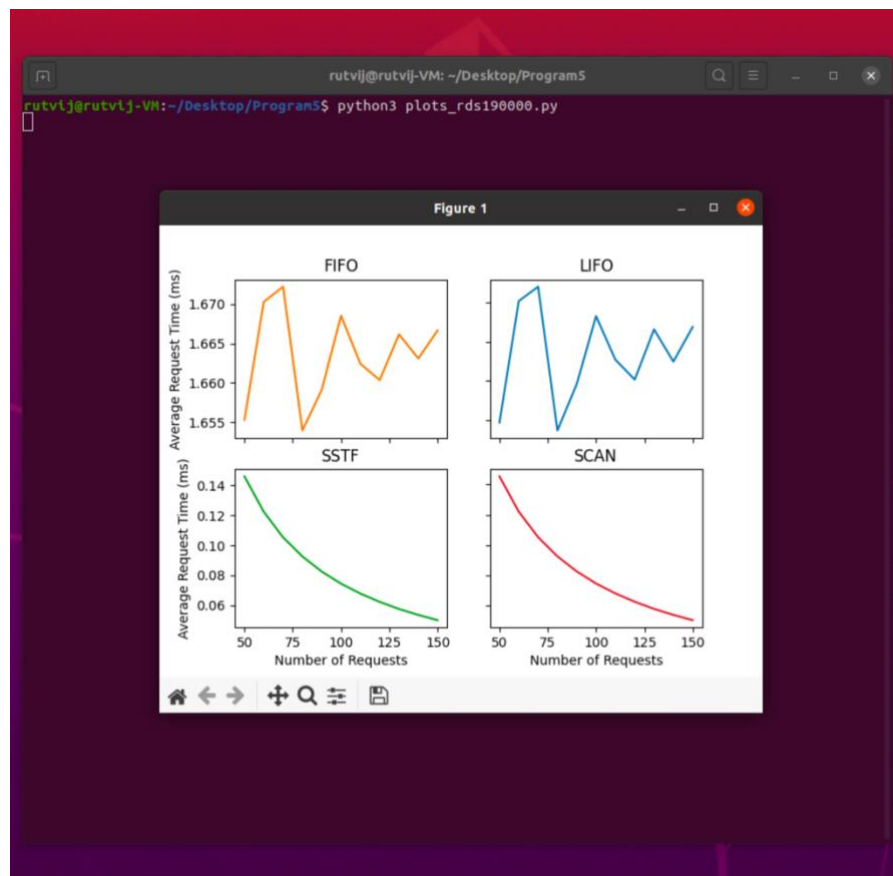 rutvij@rutvij-VM: ~/Desktop/Program5
rutvij@rutvij-VM:~/Desktop/Program5$ python3 plots_rds190000.py
Figure 1
FIFO
LIFO
Average Request Time (ms)
1.670
1.665
1.660
1.655
SSTF
SCAN
Average Request Time (ms)
0.14
0.12
0.10
0.08
0.06
50 75 100 125 150
50 75 100 125 150
Number of Requests
Number of Requests